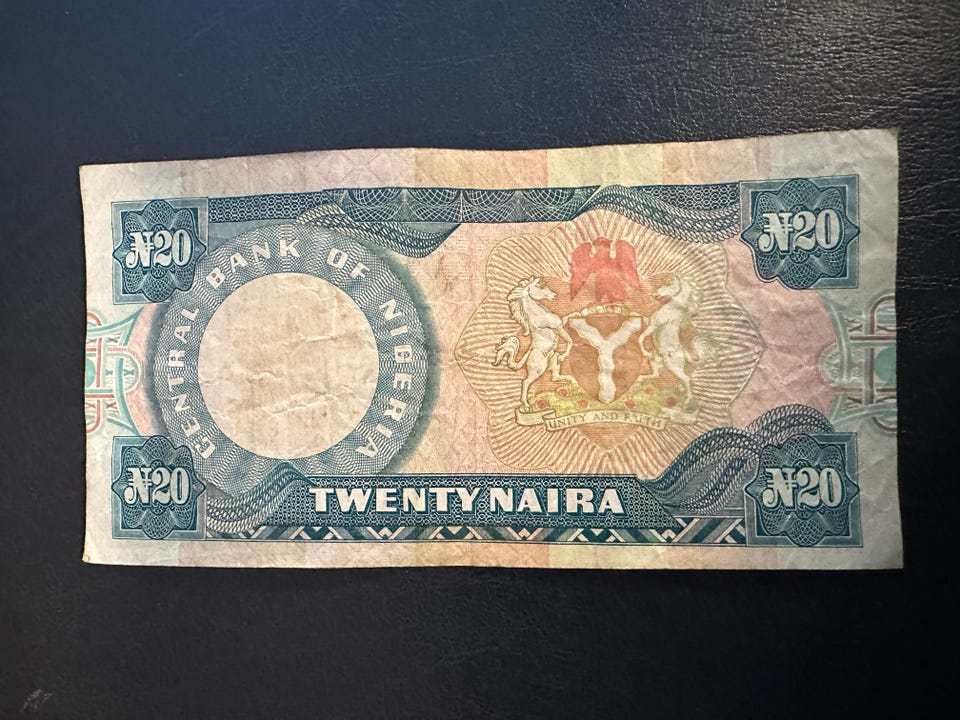 ₦20
₦20
CENTRAL BANK OF NIGERIA
UNITY AND FAITH
₦20
TWENTY NAIRA
₦20